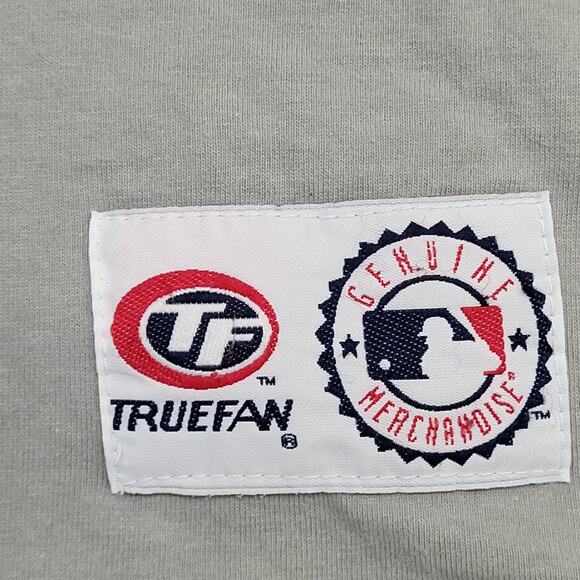 TF
TM
TRUEFAN®
GENUINE
MERCHANDISE®
TM